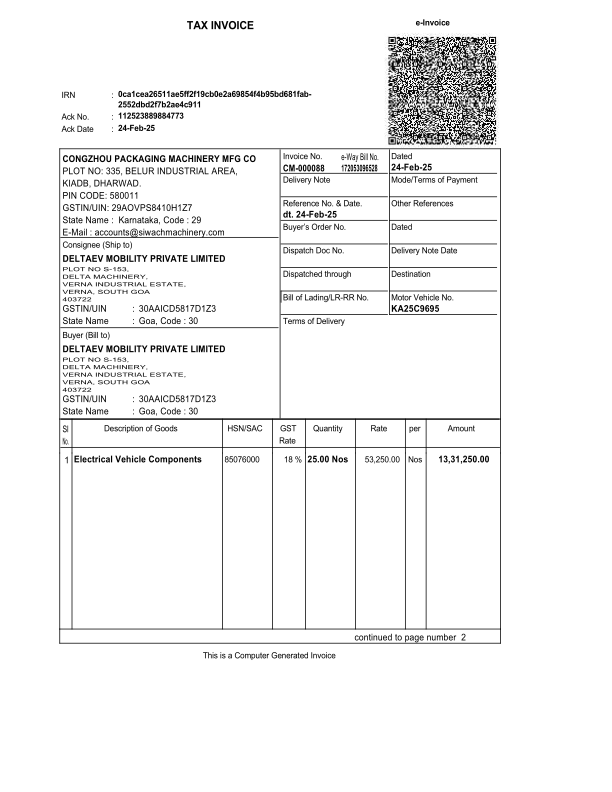 TAX INVOICE
e-Invoice
IRN : 0ca1cea26511ae5ff2f19cb0e2a69854f4b95bd681fab-
2552dbd2f7b2ae4c911
Ack No. : 112523889884773
Ack Date : 24-Feb-25
CONGZHOU PACKAGING MACHINERY MFG CO
PLOT NO: 335, BELUR INDUSTRIAL AREA,
KIADB, DHARWAD.
PIN CODE: 580011
GSTIN/UIN: 29AOVPS8410H1Z7
State Name : Karnataka, Code : 29
E-Mail : accounts@siwachmachinery.com
Consignee (Ship to)
DELTAEV MOBILITY PRIVATE LIMITED
PLOT NO S-153,
DELTA MACHINERY,
VERNA INDUSTRIAL ESTATE,
VERNA, SOUTH GOA
403722
GSTIN/UIN : 30AAICD5817D1Z3
State Name : Goa, Code : 30
Buyer (Bill to)
DELTAEV MOBILITY PRIVATE LIMITED
PLOT NO S-153,
DELTA MACHINERY,
VERNA INDUSTRIAL ESTATE,
VERNA, SOUTH GOA
403722
GSTIN/UIN : 30AAICD5817D1Z3
State Name : Goa, Code : 30
Invoice No. e-Way Bill No. Dated
CM-000088 172053096528 24-Feb-25
Delivery Note Mode/Terms of Payment
Reference No. & Date. Other References
dt. 24-Feb-25
Buyer's Order No. Dated
Dispatch Doc No. Delivery Note Date
Dispatched through Destination
Bill of Lading/LR-RR No. Motor Vehicle No.
KA25C9695
Terms of Delivery
Sl No. Description of Goods HSN/SAC GST Rate Quantity Rate per Amount
1 Electrical Vehicle Components 85076000 18 % 25.00 Nos 53,250.00 Nos 13,31,250.00
continued to page number 2
This is a Computer Generated Invoice